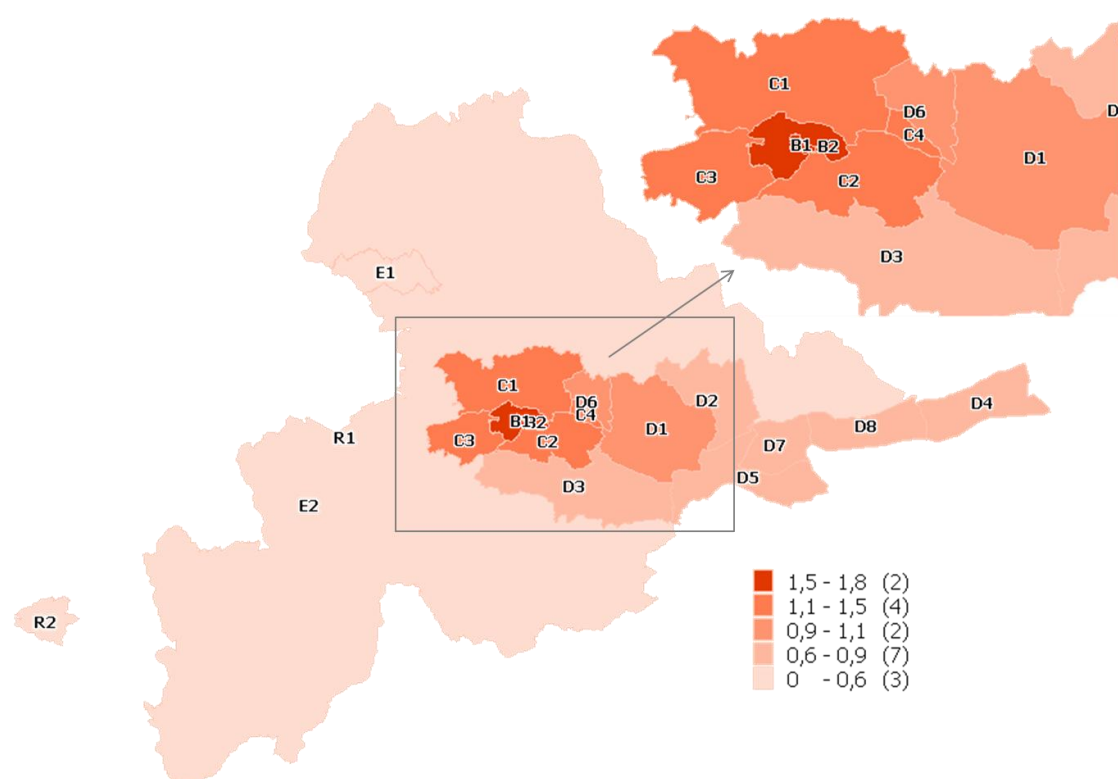 C1
D6
C4
B1
B2
D1
C3
C2
D3
E1
C1
D2
D6
C4
D4
B1
B2
D8
D1
C3
C2
D7
R1
D5
D3
E2
R2
1,5 - 1,8 (2)
1,1 - 1,5 (4)
0,9 - 1,1 (2)
0,6 - 0,9 (7)
0 - 0,6 (3)